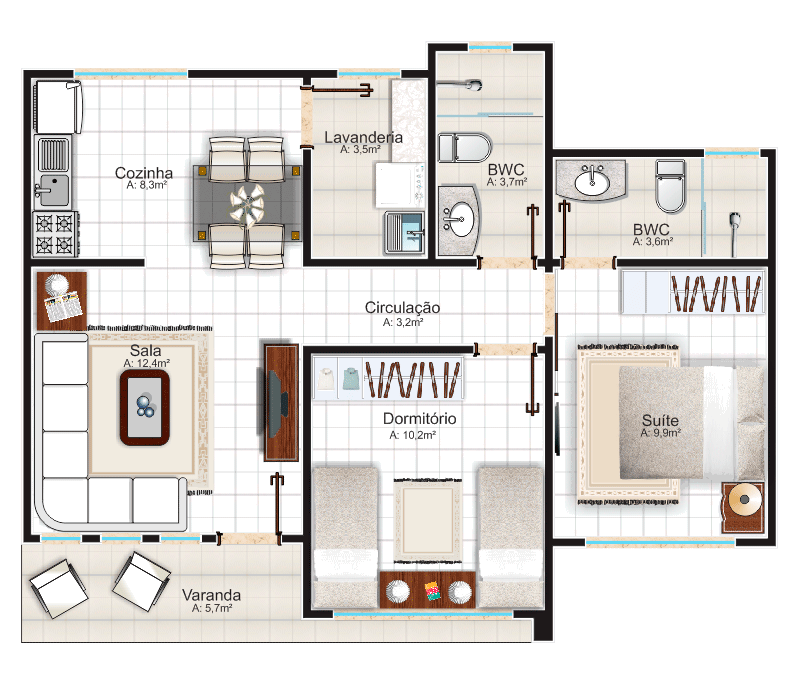 Cozinha
A: 8,3m²
Lavanderia
A: 3,5m²
BWC
A: 3,7m²
BWC
A: 3,6m²
Circulação
A: 3,2m²
Sala
A: 12,4m²
Dormitório
A: 10,2m²
Suíte
A: 9,9m²
Varanda
A: 5,7m²